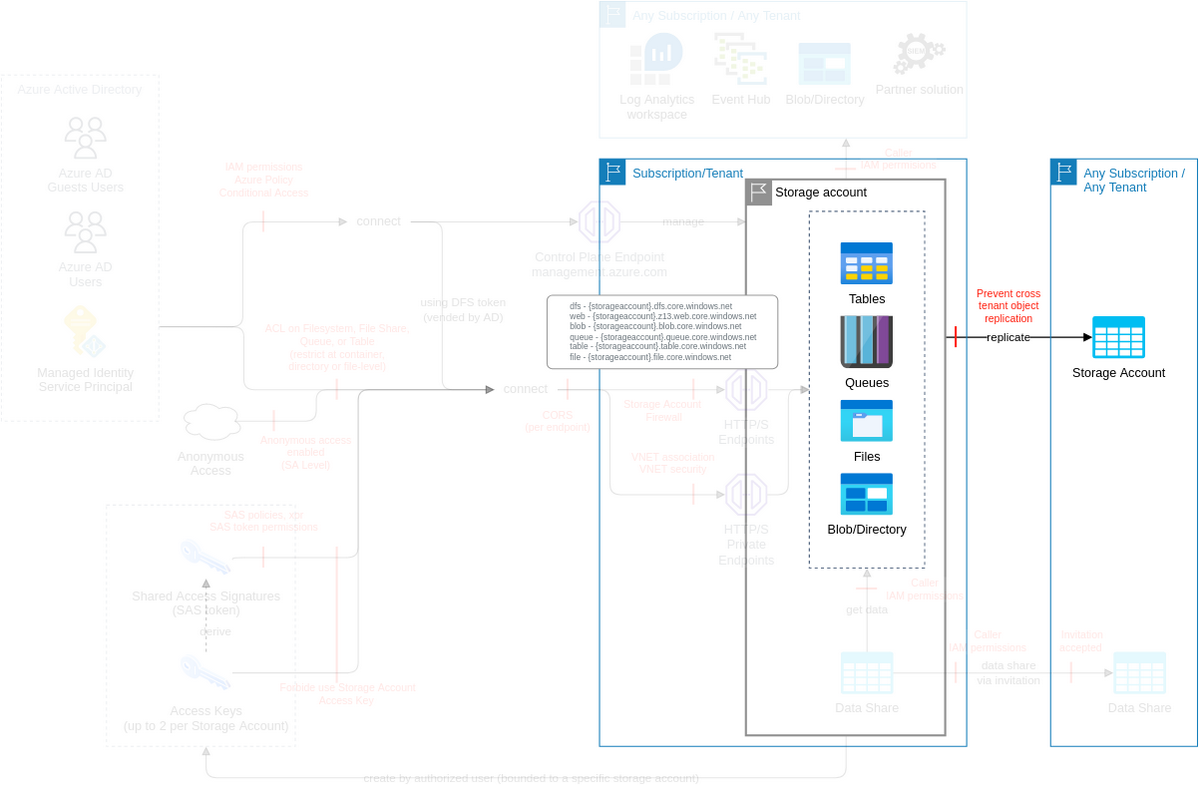 Any Subscription / Any Tenant
Log Analytics
workspace
Event Hub
Blob/Directory
SIEM
Partner solution
Azure Active Directory
Azure AD
Guests Users
Azure AD
Users
Managed Identity
Service Principal
IAM permissions
Azure Policy
Conditional Access
connect
Control Plane Endpoint
management.azure.com
manage
using DFS token
(vended by AD)
ACL on Filesystem, File Share,
Queue, or Table
(restrict at container,
directory or file-level)
Anonymous
Access
Anonymous access
enabled
(SA Level)
connect
CORS
(per endpoint)
Caller
IAM permissions
Subscription/Tenant
Storage account
dfs - {storageaccount}.dfs.core.windows.net
web - {storageaccount}.z13.web.core.windows.net
blob - {storageaccount}.blob.core.windows.net
queue - {storageaccount}.queue.core.windows.net
table - {storageaccount}.table.core.windows.net
file - {storageaccount}.file.core.windows.net
Storage Account
Firewall
HTTP/S
Endpoints
VNET association
VNET security
HTTP/S
Private
Endpoints
Tables
Queues
Files
Blob/Directory
Prevent cross
tenant object
replication
replicate
Any Subscription /
Any Tenant
Storage Account
SAS policies,
SAS token permissions
Shared Access Signatures
(SAS token)
derive
Access Keys
(up to 2 per Storage Account)
Forbide use Storage Account
Access Key
Caller
IAM permissions
get data
Data Share
Caller
IAM permissions
data share
via invitation
Invitation
accepted
Data Share
create by authorized user (bounded to a specific storage account)